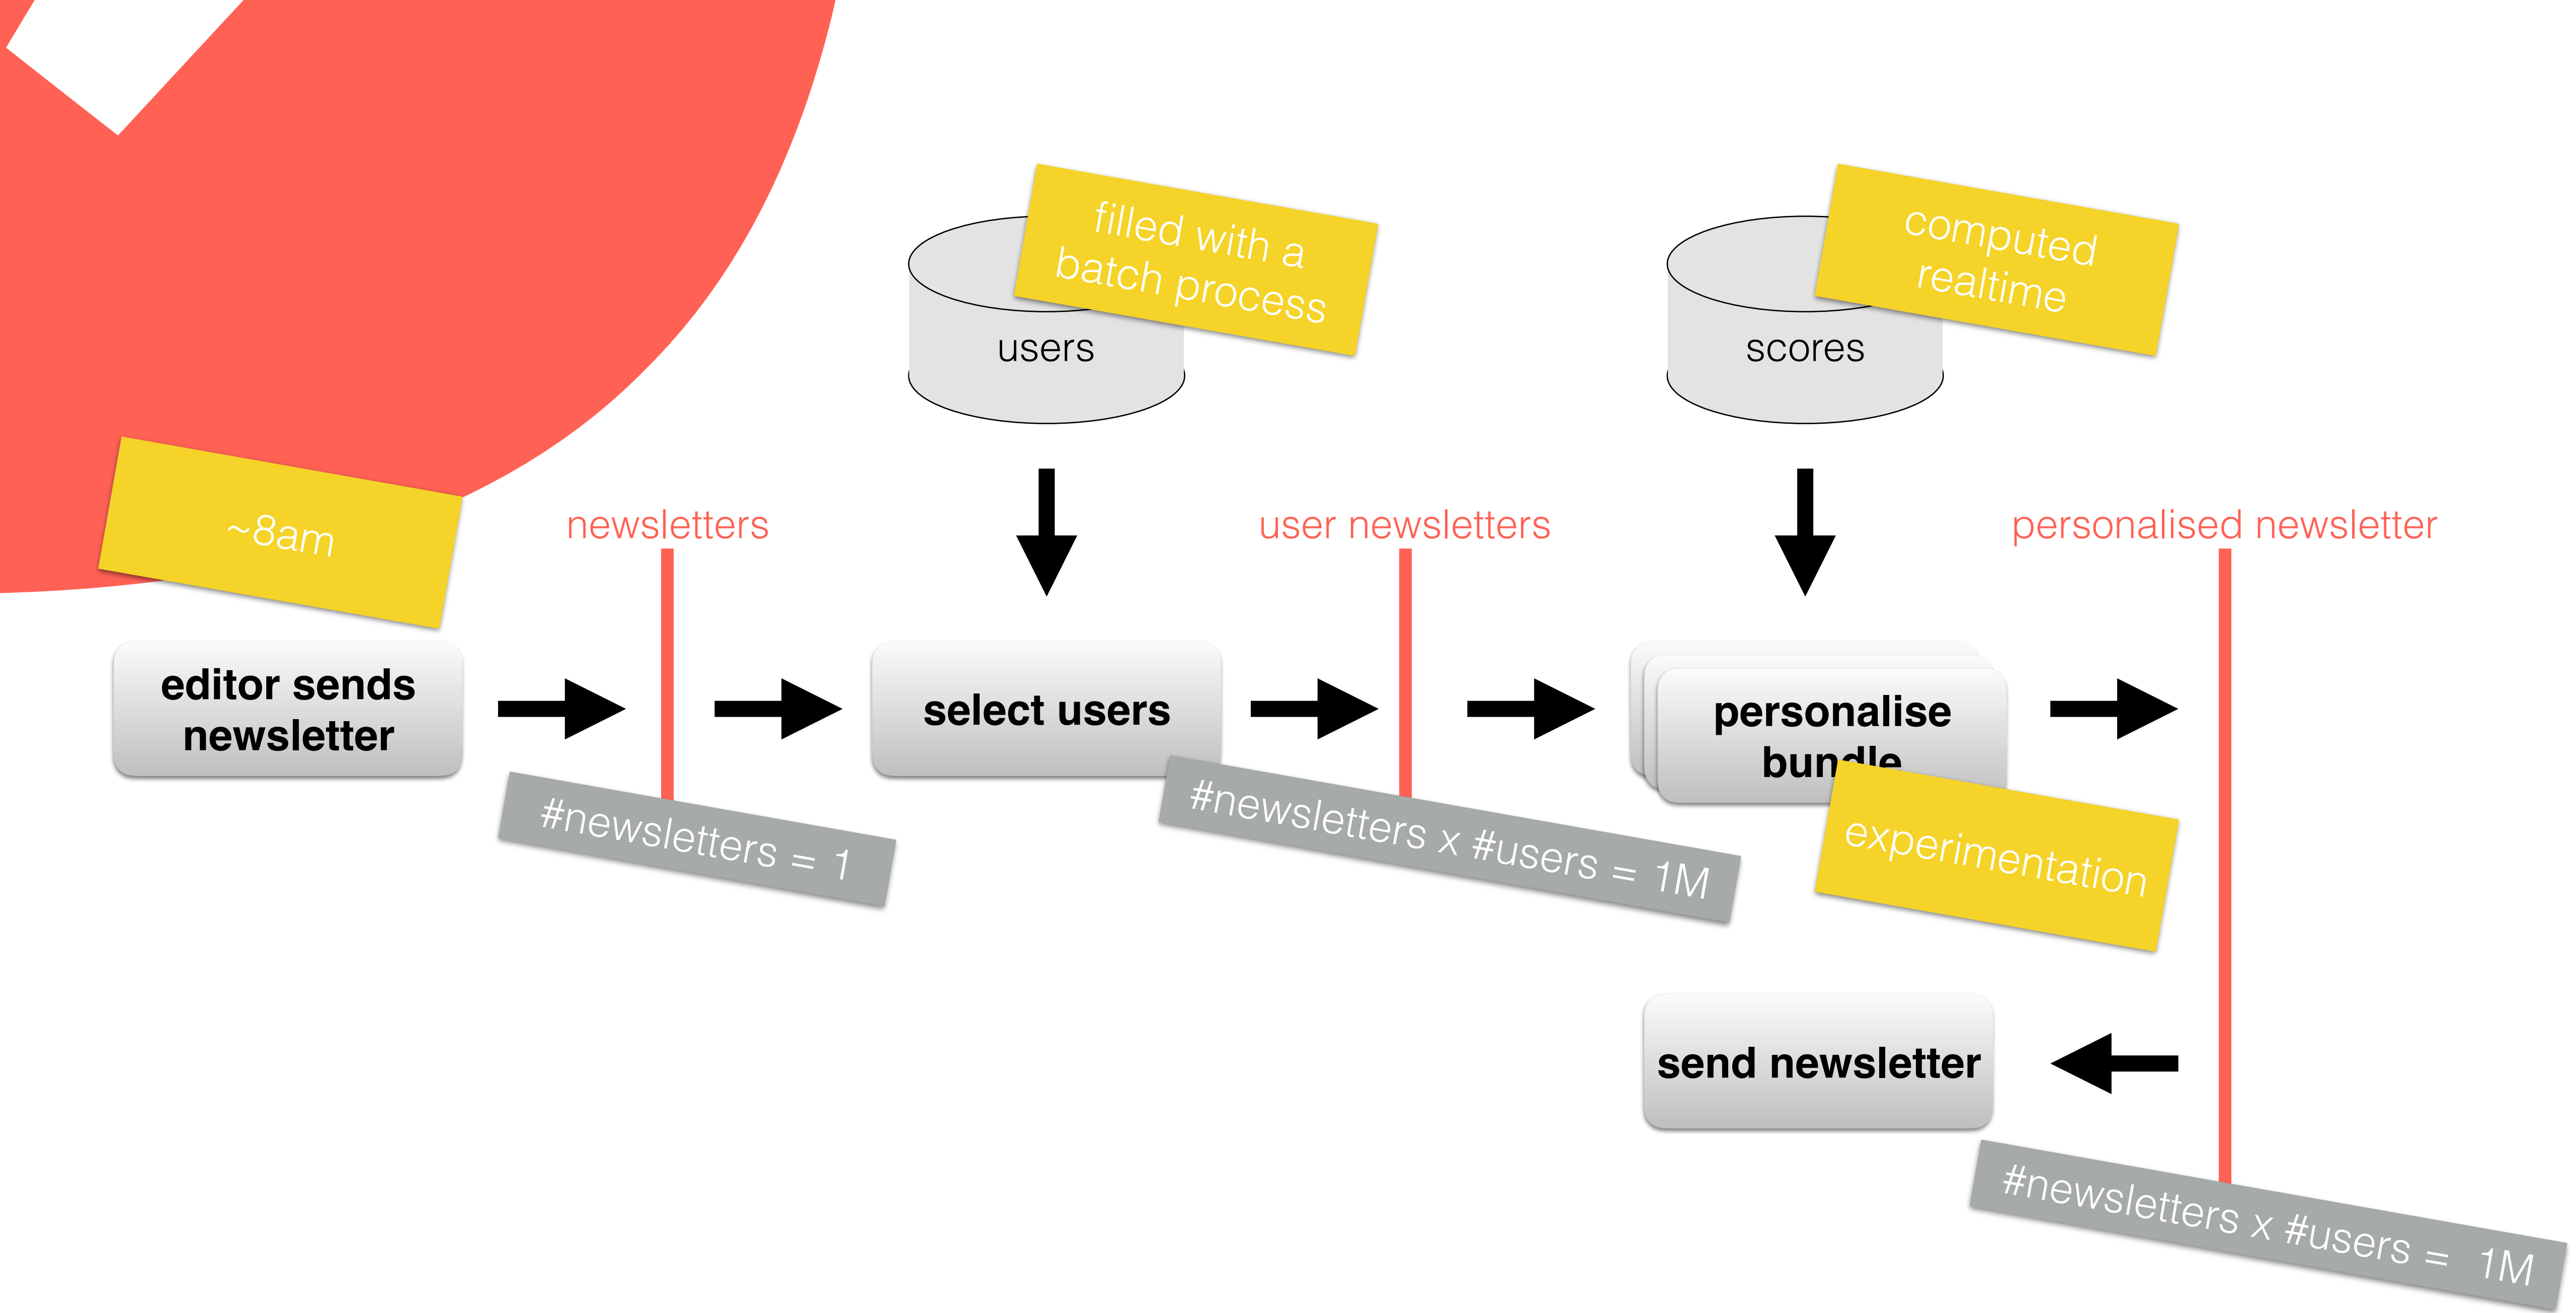 filled with a
batch process
users
computed
realtime
scores
~8am
newsletters
user newsletters
personalised newsletter
editor sends
newsletter
select users
personalise
bundle
#newsletters = 1
#newsletters x #users = 1M
experimentation
send newsletter
#newsletters x #users = 1M